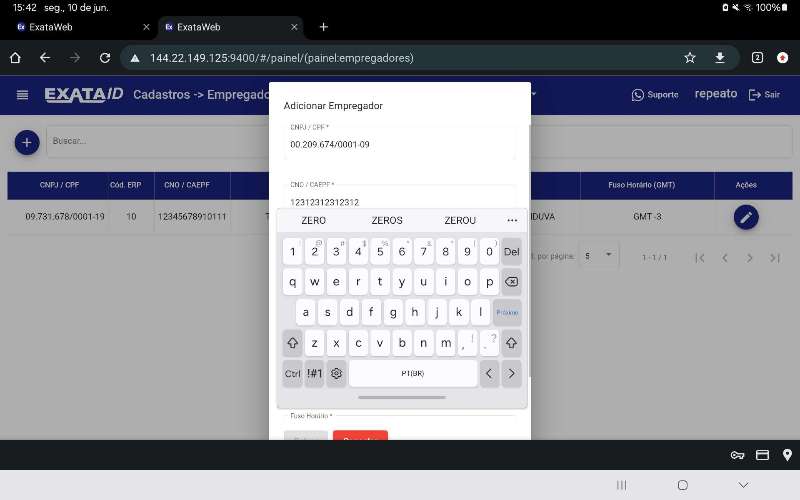 15:42 seg., 10 de jun. 100%
ExataWeb
ExataWeb
144.22.149.125:9400/#/painel/(painel:empregadores) 2
EXATAID Cadastros -> Empregado Suporte repeato Sair
Adicionar Empregador
Buscar...
CNPJ / CPF *
00.209.674/0001-09
CNPJ / CPF Cód. ERP CNO / CAEPF Fuso Horário (GMT) Ações
CNO / CAEPF *
12312312312312
09.731.678/0001-19 10 12345678910111 T DUVA GMT -3
por página: 5 1 - 1 / 1
ZERO ZEROS ZEROU ...
1 2 @ 3 # 4 $ 5 % 6 ^ 7 & 8 * 9 ( 0 ) Del
q w e r t y u i o p
a s d f g h j k l Próximo
z x c v b n m , ! . ?
Ctrl !#1 PT(BR) < >
Fuso Horário *